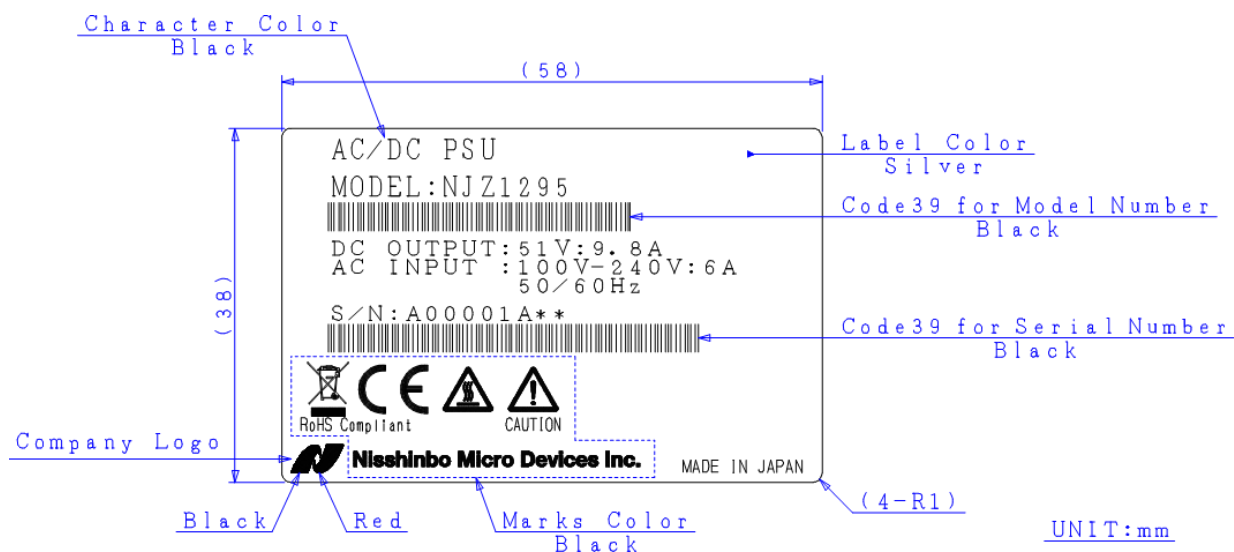 Character Color
Black
(58)
AC/DC PSU
Label Color
Silver
MODEL:NJZ1295
Code39 for Model Number
Black
DC OUTPUT:51V:9.8A
AC INPUT :100V-240V:6A
50/60Hz
(38)
S/N:A00001A**
Code39 for Serial Number
Black
CE
RoHS Compliant
CAUTION
Company Logo
Nisshinbo Micro Devices Inc.
MADE IN JAPAN
(4-R1)
Black
Red
Marks Color
Black
UNIT:mm